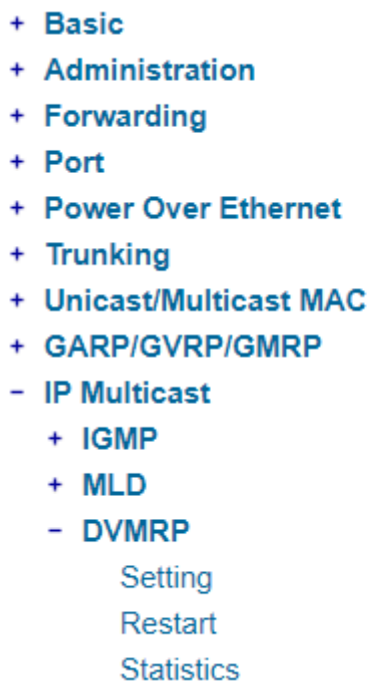 + Basic
+ Administration
+ Forwarding
+ Port
+ Power Over Ethernet
+ Trunking
+ Unicast/Multicast MAC
+ GARP/GVRP/GMRP
- IP Multicast
+ IGMP
+ MLD
- DVMRP
Setting
Restart
Statistics